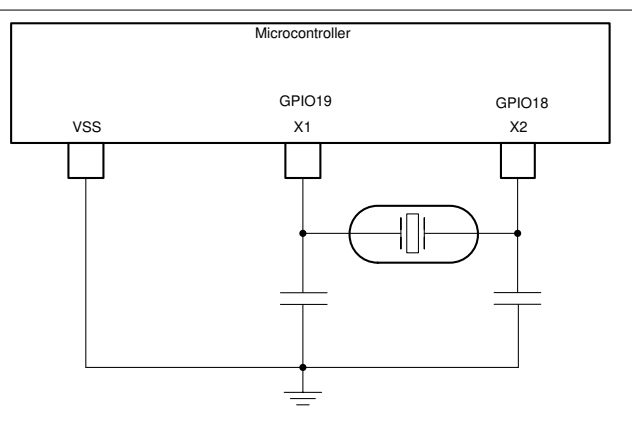 Microcontroller
GPIO19
GPIO18
VSS
X1
X2